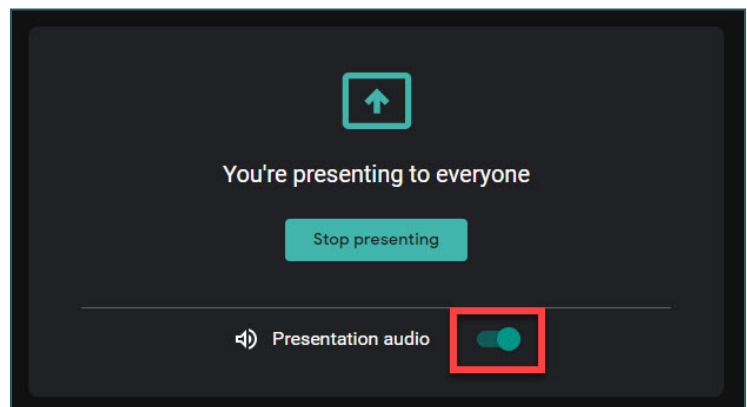 You're presenting to everyone
Stop presenting
Presentation audio